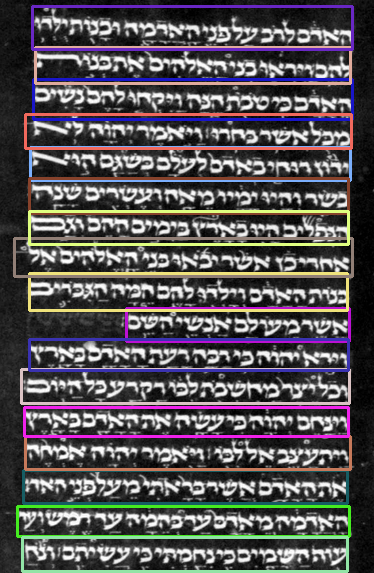 האדם לרב על פני האדמה ובנות ילדו
להם ויראו בני האלהים את בנות
האדם כי טבת הנה ויקחו להם נשים
מכל אשר בחרו ויאמר יהוה לא
ידון רוחי באדם לעלם בשגם הוא
בשר והיו ימיו מאה ועשרים שנה
הנפלים היו בארץ בימים ההם וגם
אחרי כן אשר יבאו בני האלהים אל
בנות האדם וילדו להם המה הגברים
אשר מעולם אנשי השם
וירא יהוה כי רבה רעת האדם בארץ
וכל יצר מחשבת לבו רק רע כל היום
וינחם יהוה כי עשה את האדם בארץ
ויתעצב אל לבו ויאמר יהוה אמחה
את האדם אשר בראתי מעל פני
האדמה מאדם עד בהמה עד רמש ועד
עוף השמים כי נחמתי כי עשיתם ונח